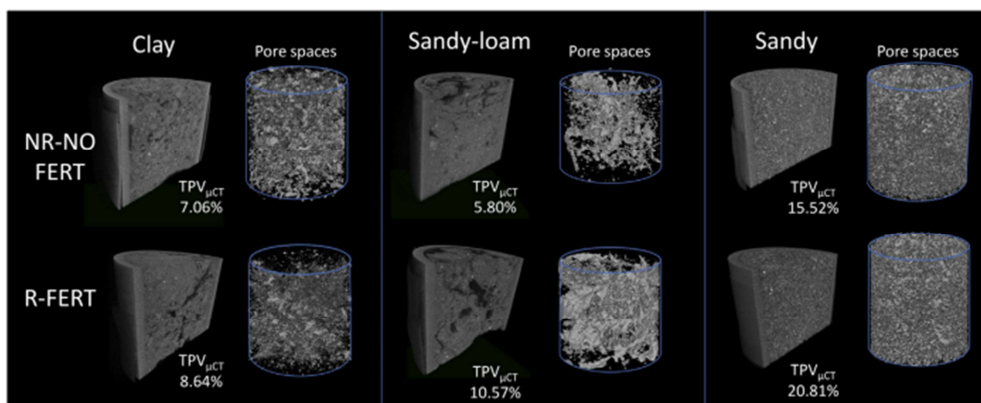 Clay
Pore spaces
Sandy-loam
Pore spaces
Sandy
Pore spaces
NR-NO
FERT
TPVμCT
7.06%
TPVμCT
5.80%
TPVμCT
15.52%
R-FERT
TPVμCT
8.64%
TPVμCT
10.57%
TPVμCT
20.81%